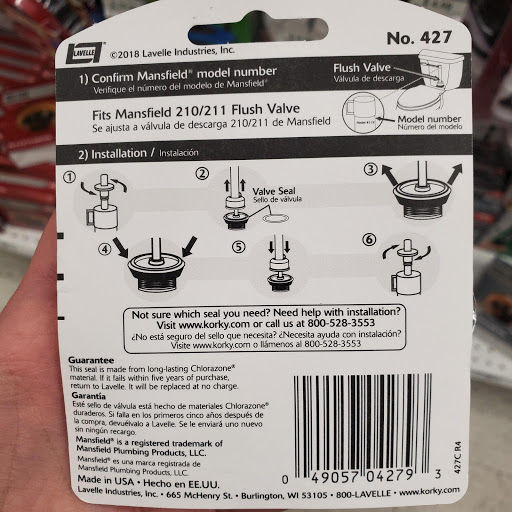 LAVELLE
©2018 Lavelle Industries, Inc.
No. 427
1) Confirm Mansfield® model number
Verifique el número del modelo de Mansfield®
Flush Valve
Válvula de descarga
Fits Mansfield 210/211 Flush Valve
Se ajusta a válvula de descarga 210/211 de Mansfield
Model number
Número del modelo
2) Installation / Instalación
1
2
Valve Seal
Sello de válvula
3
4
5
6
Not sure which seal you need? Need help with installation?
Visit www.korky.com or call us at 800-528-3553
¿No está seguro del sello que necesita? ¿Necesita ayuda con instalación?
Visite www.korky.com o llámenos al 800-528-3553
Guarantee
This seal is made from long-lasting Chlorazone®
material. If it fails within five years of purchase,
return to Lavelle. It will be replaced at no charge.
Garantía
Esté sello de válvula está hecho de materiales Chlorazone®
duraderos. Si falla en los primeros cinco años después de
la compra, devuévalo a Lavelle. Se le enviará uno nuevo
sin ningún recargo.
Mansfield® is a registered trademark of
Mansfield Plumbing Products, LLC.
Mansfield® es una marca registrada de
Mansfield Plumbing Products, LLC.
Made in USA • Hecho en EE.UU.
Lavelle Industries, Inc. • 665 McHenry St. • Burlington, WI 53105 • 800-LAVELLE • www.korky.com
0 49057 04279 3
427C R4